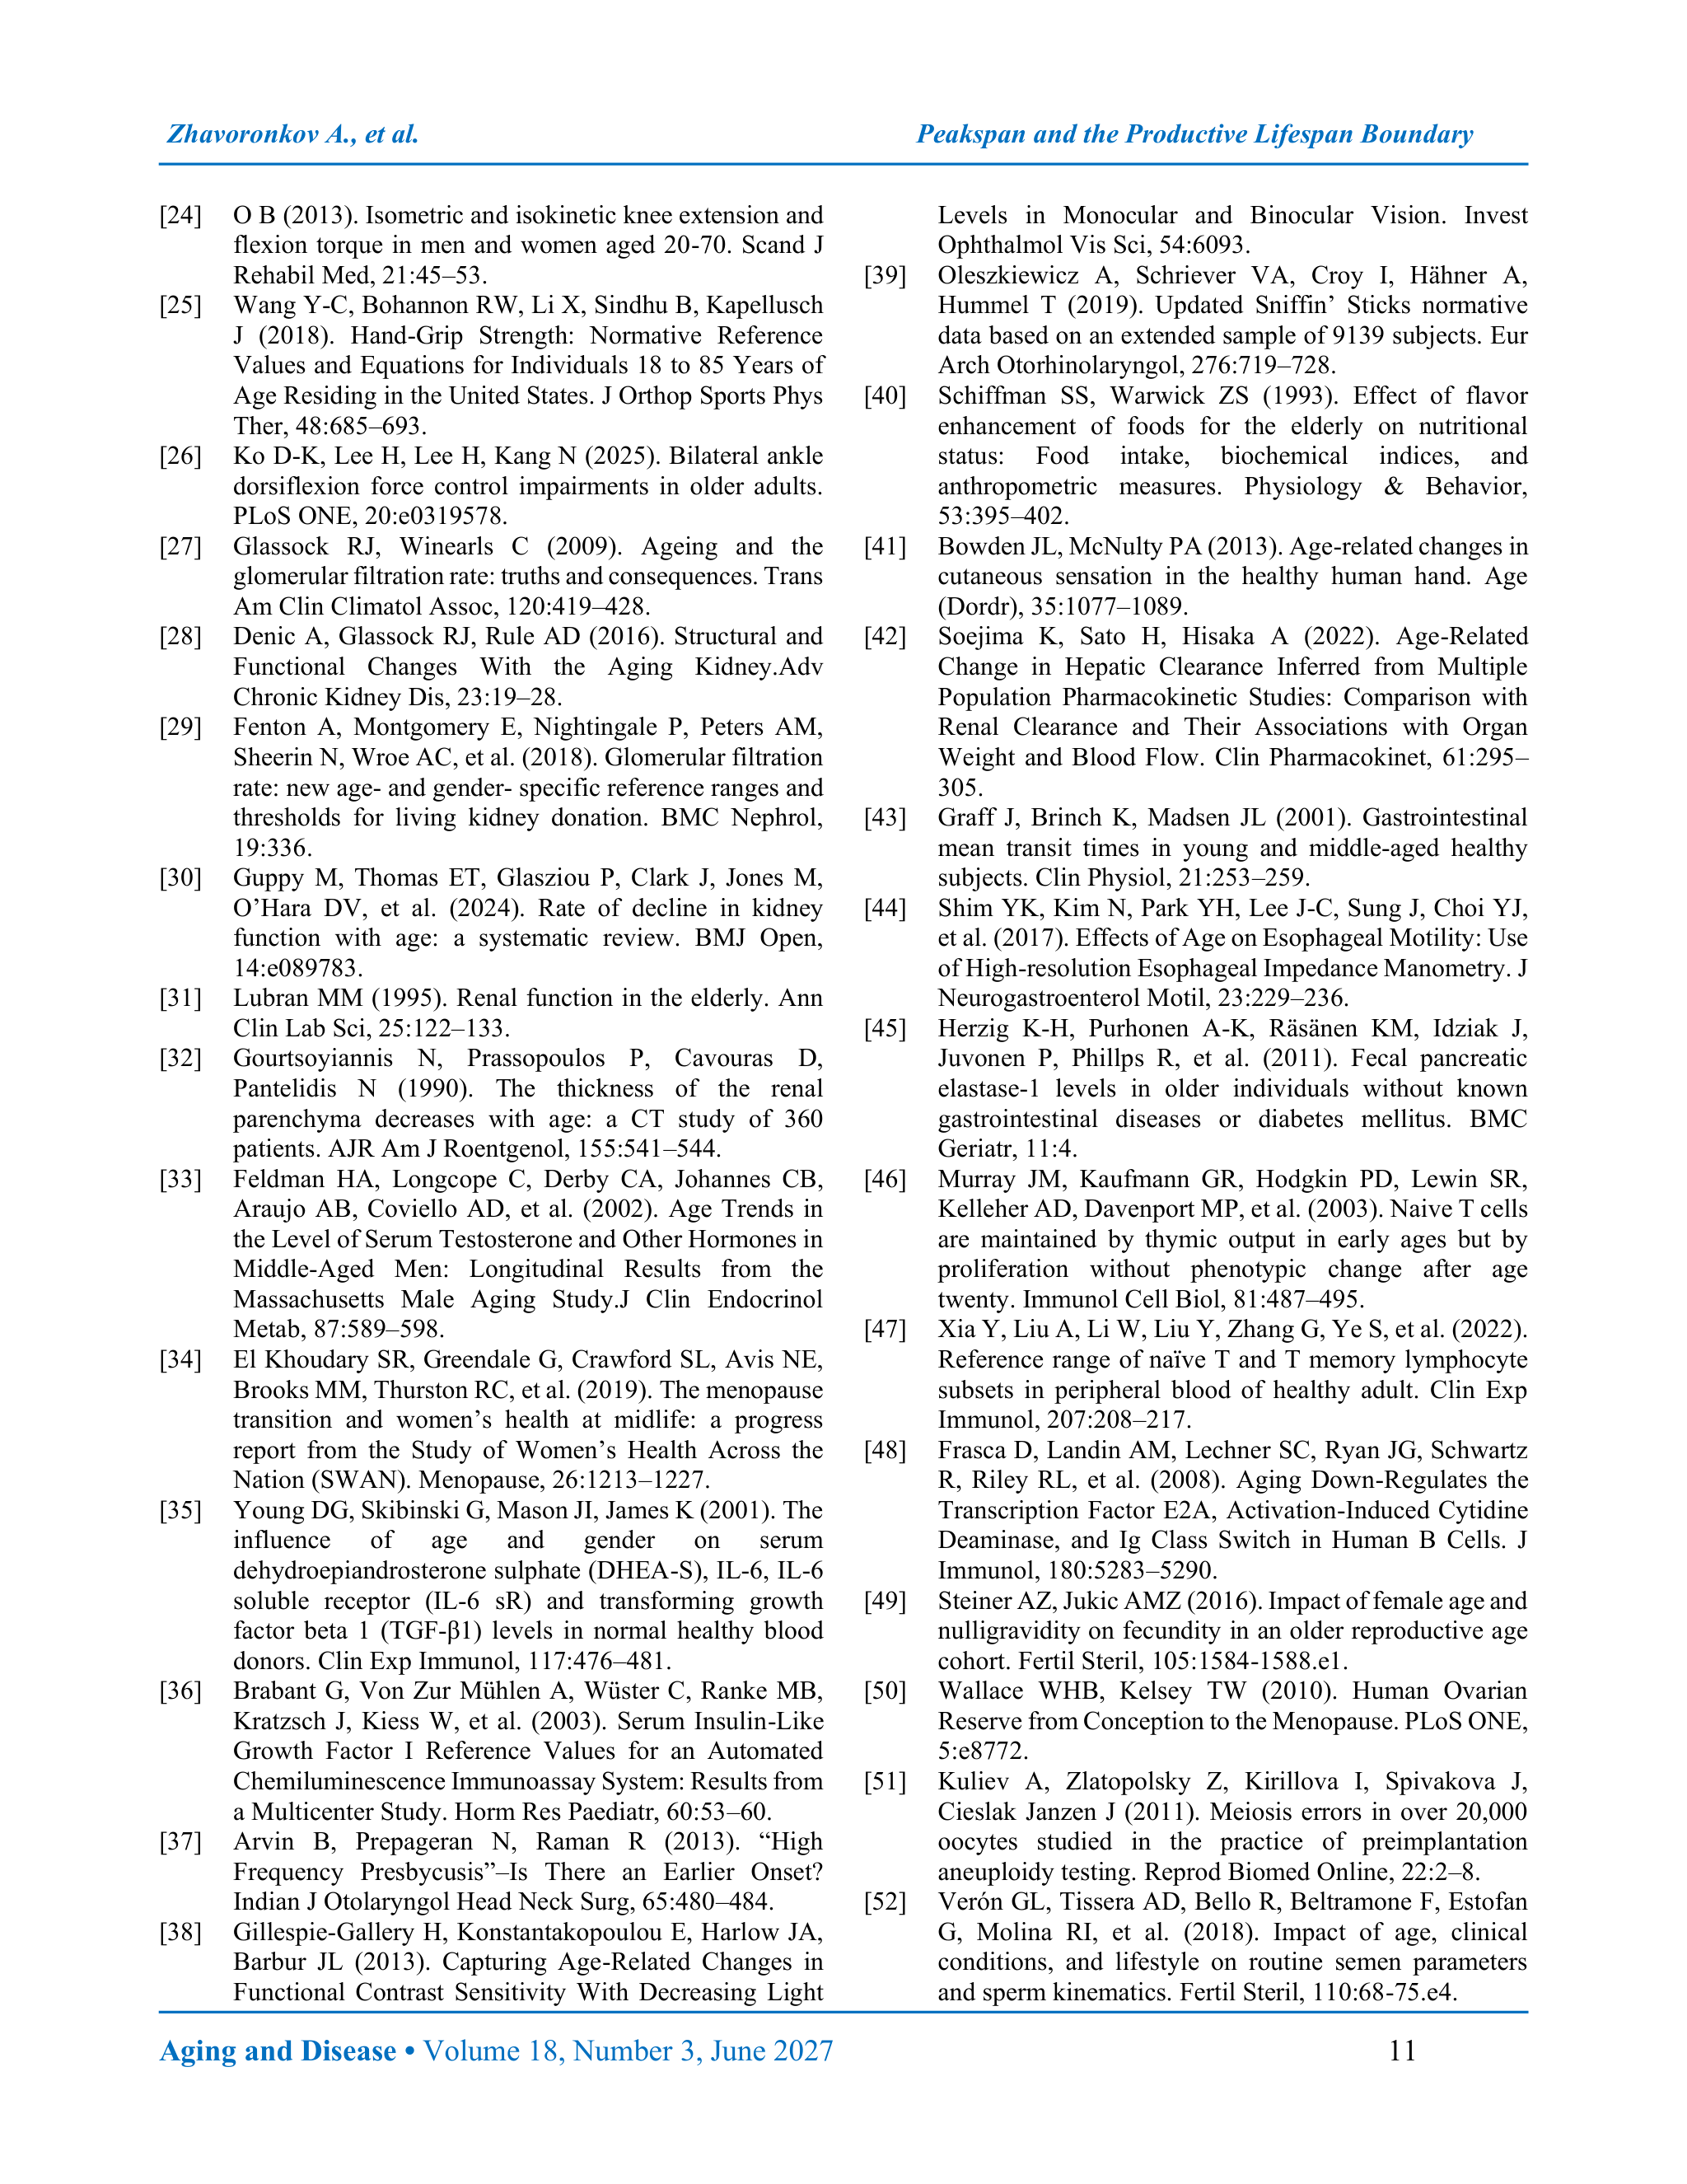 Zhavoronkov A., et al.
Peakspan and the Productive Lifespan Boundary
[24] O B (2013). Isometric and isokinetic knee extension and
flexion torque in men and women aged 20-70. Scand J
Rehabil Med, 21:45–53.
[25] Wang Y-C, Bohannon RW, Li X, Sindhu B, Kapellusch
J (2018). Hand-Grip Strength: Normative Reference
Values and Equations for Individuals 18 to 85 Years of
Age Residing in the United States. J Orthop Sports Phys
Ther, 48:685–693.
[26] Ko D-K, Lee H, Lee H, Kang N (2025). Bilateral ankle
dorsiflexion force control impairments in older adults.
PLoS ONE, 20:e0319578.
[27] Glassock RJ, Winearls C (2009). Ageing and the
glomerular filtration rate: truths and consequences. Trans
Am Clin Climatol Assoc, 120:419–428.
[28] Denic A, Glassock RJ, Rule AD (2016). Structural and
Functional Changes With the Aging Kidney.Adv
Chronic Kidney Dis, 23:19–28.
[29] Fenton A, Montgomery E, Nightingale P, Peters AM,
Sheerin N, Wroe AC, et al. (2018). Glomerular filtration
rate: new age- and gender- specific reference ranges and
thresholds for living kidney donation. BMC Nephrol,
19:336.
[30] Guppy M, Thomas ET, Glasziou P, Clark J, Jones M,
O’Hara DV, et al. (2024). Rate of decline in kidney
function with age: a systematic review. BMJ Open,
14:e089783.
[31] Lubran MM (1995). Renal function in the elderly. Ann
Clin Lab Sci, 25:122–133.
[32] Gourtsoyiannis N, Prassopoulos P, Cavouras D,
Pantelidis N (1990). The thickness of the renal
parenchyma decreases with age: a CT study of 360
patients. AJR Am J Roentgenol, 155:541–544.
[33] Feldman HA, Longcope C, Derby CA, Johannes CB,
Araujo AB, Coviello AD, et al. (2002). Age Trends in
the Level of Serum Testosterone and Other Hormones in
Middle-Aged Men: Longitudinal Results from the
Massachusetts Male Aging Study.J Clin Endocrinol
Metab, 87:589–598.
[34] El Khoudary SR, Greendale G, Crawford SL, Avis NE,
Brooks MM, Thurston RC, et al. (2019). The menopause
transition and women’s health at midlife: a progress
report from the Study of Women’s Health Across the
Nation (SWAN). Menopause, 26:1213–1227.
[35] Young DG, Skibinski G, Mason JI, James K (2001). The
influence of age and gender on serum
dehydroepiandrosterone sulphate (DHEA-S), IL-6, IL-6
soluble receptor (IL-6 sR) and transforming growth
factor beta 1 (TGF-β1) levels in normal healthy blood
donors. Clin Exp Immunol, 117:476–481.
[36] Brabant G, Von Zur Mühlen A, Wüster C, Ranke MB,
Kratzsch J, Kiess W, et al. (2003). Serum Insulin-Like
Growth Factor I Reference Values for an Automated
Chemiluminescence Immunoassay System: Results from
a Multicenter Study. Horm Res Paediatr, 60:53–60.
[37] Arvin B, Prepageran N, Raman R (2013). “High
Frequency Presbycusis”–Is There an Earlier Onset?
Indian J Otolaryngol Head Neck Surg, 65:480–484.
[38] Gillespie-Gallery H, Konstantakopoulou E, Harlow JA,
Barbur JL (2013). Capturing Age-Related Changes in
Functional Contrast Sensitivity With Decreasing Light
Levels in Monocular and Binocular Vision. Invest
Ophthalmol Vis Sci, 54:6093.
[39] Oleszkiewicz A, Schriever VA, Croy I, Hähner A,
Hummel T (2019). Updated Sniffin’ Sticks normative
data based on an extended sample of 9139 subjects. Eur
Arch Otorhinolaryngol, 276:719–728.
[40] Schiffman SS, Warwick ZS (1993). Effect of flavor
enhancement of foods for the elderly on nutritional
status: Food intake, biochemical indices, and
anthropometric measures. Physiology & Behavior,
53:395–402.
[41] Bowden JL, McNulty PA (2013). Age-related changes in
cutaneous sensation in the healthy human hand. Age
(Dordr), 35:1077–1089.
[42] Soejima K, Sato H, Hisaka A (2022). Age-Related
Change in Hepatic Clearance Inferred from Multiple
Population Pharmacokinetic Studies: Comparison with
Renal Clearance and Their Associations with Organ
Weight and Blood Flow. Clin Pharmacokinet, 61:295–
305.
[43] Graff J, Brinch K, Madsen JL (2001). Gastrointestinal
mean transit times in young and middle-aged healthy
subjects. Clin Physiol, 21:253–259.
[44] Shim YK, Kim N, Park YH, Lee J-C, Sung J, Choi YJ,
et al. (2017). Effects of Age on Esophageal Motility: Use
of High-resolution Esophageal Impedance Manometry. J
Neurogastroenterol Motil, 23:229–236.
[45] Herzig K-H, Purhonen A-K, Räsänen KM, Idziak J,
Juvonen P, Phillps R, et al. (2011). Fecal pancreatic
elastase-1 levels in older individuals without known
gastrointestinal diseases or diabetes mellitus. BMC
Geriatr, 11:4.
[46] Murray JM, Kaufmann GR, Hodgkin PD, Lewin SR,
Kelleher AD, Davenport MP, et al. (2003). Naive T cells
are maintained by thymic output in early ages but by
proliferation without phenotypic change after age
twenty. Immunol Cell Biol, 81:487–495.
[47] Xia Y, Liu A, Li W, Liu Y, Zhang G, Ye S, et al. (2022).
Reference range of naïve T and T memory lymphocyte
subsets in peripheral blood of healthy adult. Clin Exp
Immunol, 207:208–217.
[48] Frasca D, Landin AM, Lechner SC, Ryan JG, Schwartz
R, Riley RL, et al. (2008). Aging Down-Regulates the
Transcription Factor E2A, Activation-Induced Cytidine
Deaminase, and Ig Class Switch in Human B Cells. J
Immunol, 180:5283–5290.
[49] Steiner AZ, Jukic AMZ (2016). Impact of female age and
nulligravidity on fecundity in an older reproductive age
cohort. Fertil Steril, 105:1584-1588.e1.
[50] Wallace WHB, Kelsey TW (2010). Human Ovarian
Reserve from Conception to the Menopause. PLoS ONE,
5:e8772.
[51] Kuliev A, Zlatopolsky Z, Kirillova I, Spivakova J,
Cieslak Janzen J (2011). Meiosis errors in over 20,000
oocytes studied in the practice of preimplantation
aneuploidy testing. Reprod Biomed Online, 22:2–8.
[52] Verón GL, Tissera AD, Bello R, Beltramone F, Estofan
G, Molina RI, et al. (2018). Impact of age, clinical
conditions, and lifestyle on routine semen parameters
and sperm kinematics. Fertil Steril, 110:68-75.e4.
Aging and Disease • Volume 18, Number 3, June 2027
11